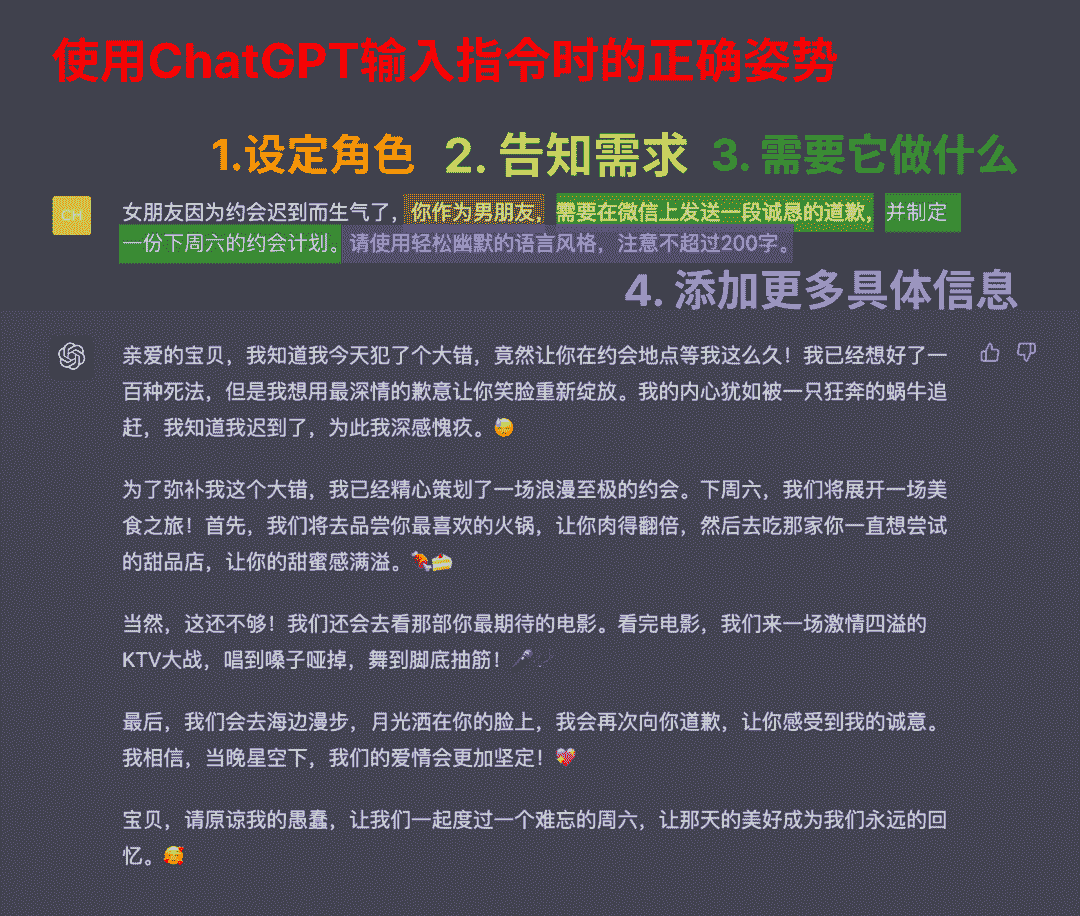 使用ChatGPT输入指令时的正确姿势
1.设定角色 2. 告知需求 3. 需要它做什么
CH
女朋友因为约会迟到而生气了，你作为男朋友，需要在微信上发送一段诚恳的道歉，并制定
一份下周六的约会计划。请使用轻松幽默的语言风格，注意不超过200字。
4. 添加更多具体信息
亲爱的宝贝，我知道我今天犯了个大错，竟然让你在约会地点等我这么久！我已经想好了一
百种死法，但是我想用最深情的歉意让你笑脸重新绽放。我的内心犹如被一只狂奔的蜗牛追
赶，我知道我迟到了，为此我深感愧疚。😓
为了弥补我这个大错，我已经精心策划了一场浪漫至极的约会。下周六，我们将展开一场美
食之旅！首先，我们将去品尝你最喜欢的火锅，让你肉得翻倍，然后去吃那家你一直想尝试
的甜品店，让你的甜蜜感满溢。🍖🍰
当然，这还不够！我们还会去看那部你最期待的电影。看完电影，我们来一场激情四溢的
KTV大战，唱到嗓子哑掉，舞到脚底抽筋！🎤
最后，我们会去海边漫步，月光洒在你的脸上，我会再次向你道歉，让你感受到我的诚意。
我相信，当晚星空下，我们的爱情会更加坚定！💖
宝贝，请原谅我的愚蠢，让我们一起度过一个难忘的周六，让那天的美好成为我们永远的回
忆。🥰